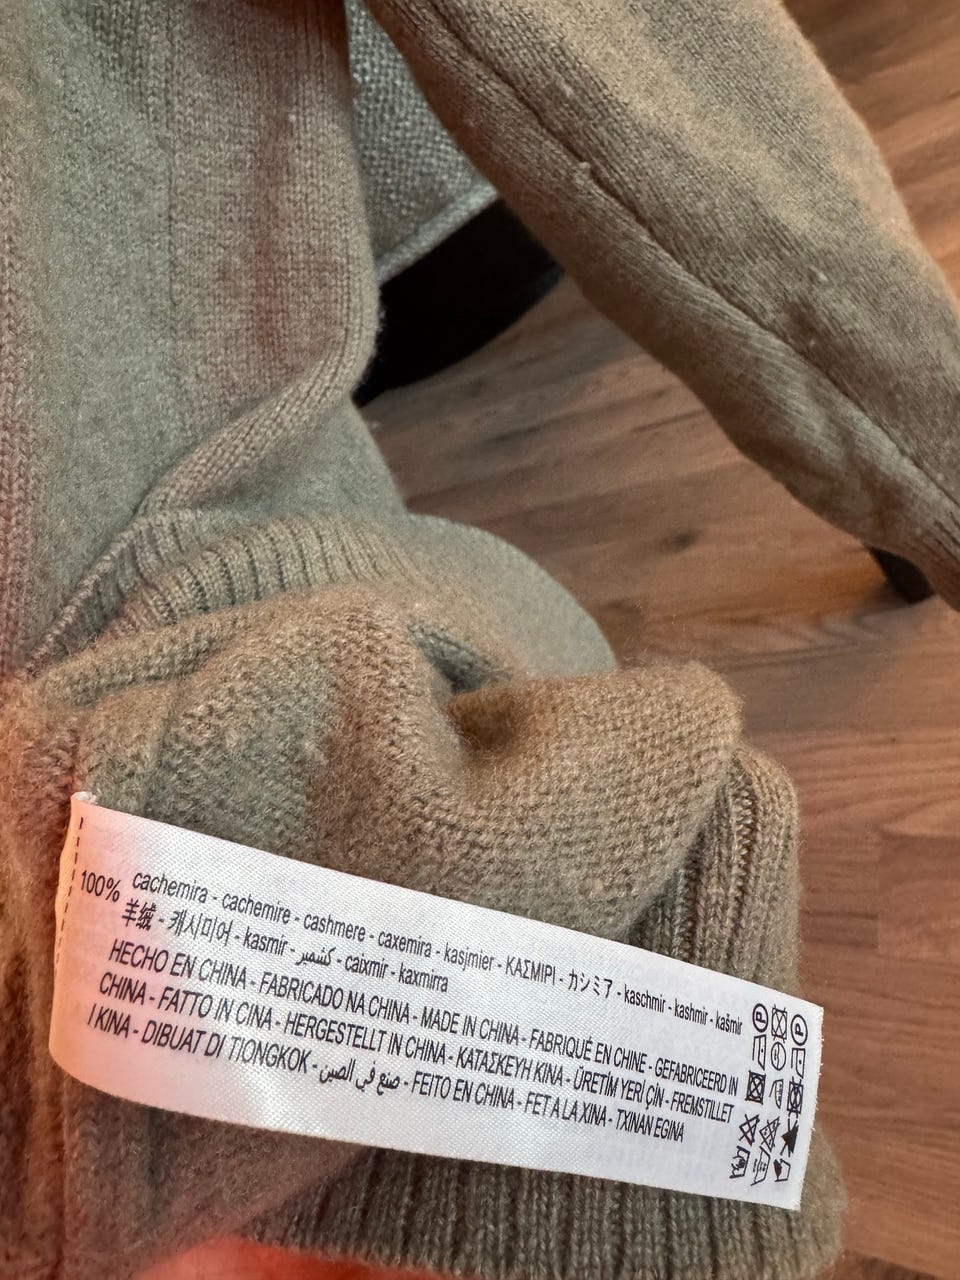 100% cachemira - cachemire - cashmere - caxemira - kasjmier - ΚΑΣΜΙΡΙ - カシミア - kaschmir - kashmir - kašmir
羊绒 - 캐시미어 - kasmír - كشمير - caixmir - kaxmirra
HECHO EN CHINA - FABRICADO NA CHINA - MADE IN CHINA - FABRIQUÉ EN CHINE - GEFABRICEERD IN
CHINA - FATTO IN CINA - HERGESTELLT IN CHINA - ΚΑΤΑΣΚΕΥΗ ΚΙΝΑ - ÜRETİM YERİ ÇİN - FREMSTILLET
I KINA - DIBUAT DI TIONGKOK - صنع في الصين - FEITO EN CHINA - FET A LA XINA - TXINAN EGINA